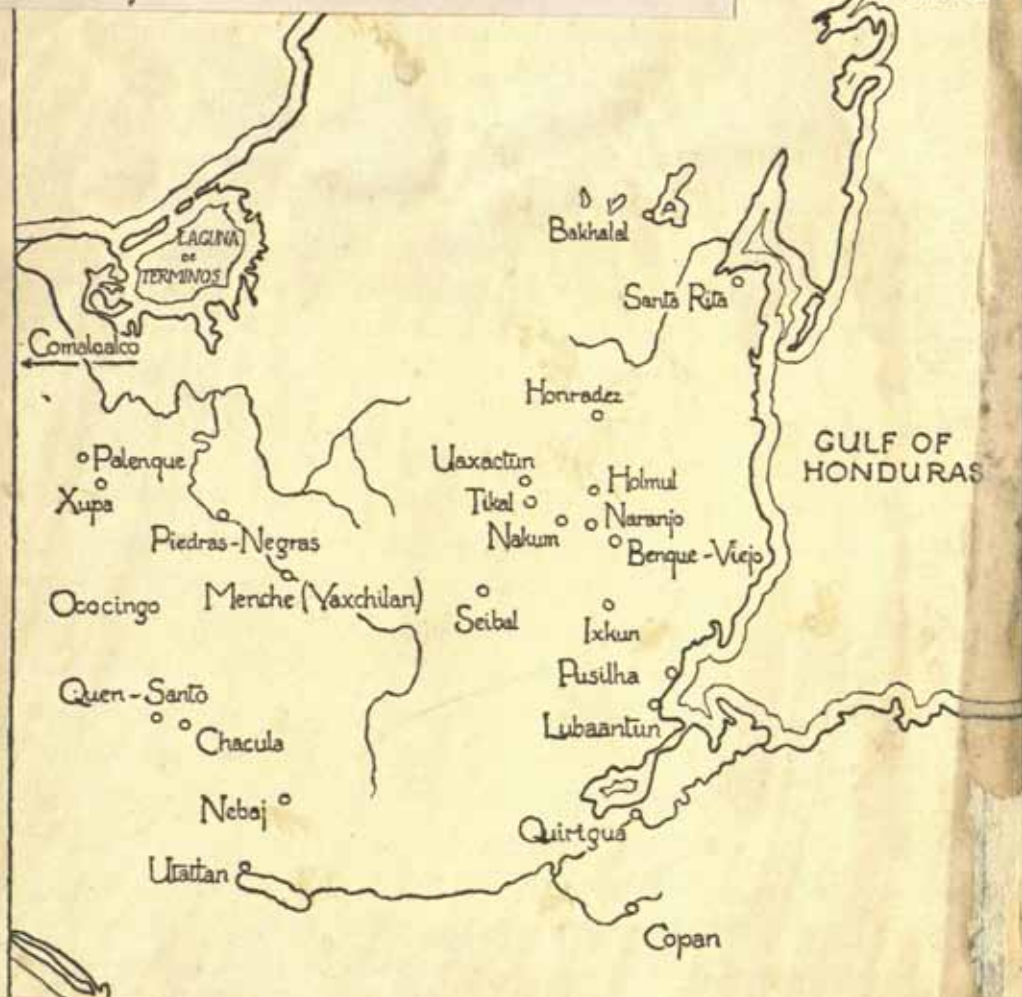 LAGUNA
DE
TERMINOS
Bakhalal
Santa Rita
Comalcalco
Honradez
GULF OF
HONDURAS
Palenque
Xupa
Uaxactun
Tikal
Holmul
Nakum
Naranjo
Piedras-Negras
Benque-Viejo
Menche (Yaxchilan)
Ococingo
Seibal
Ixkun
Pusilha
Quen-Santo
Lubaantun
Chacula
Nebaj
Quirigua
Utatlan
Copan